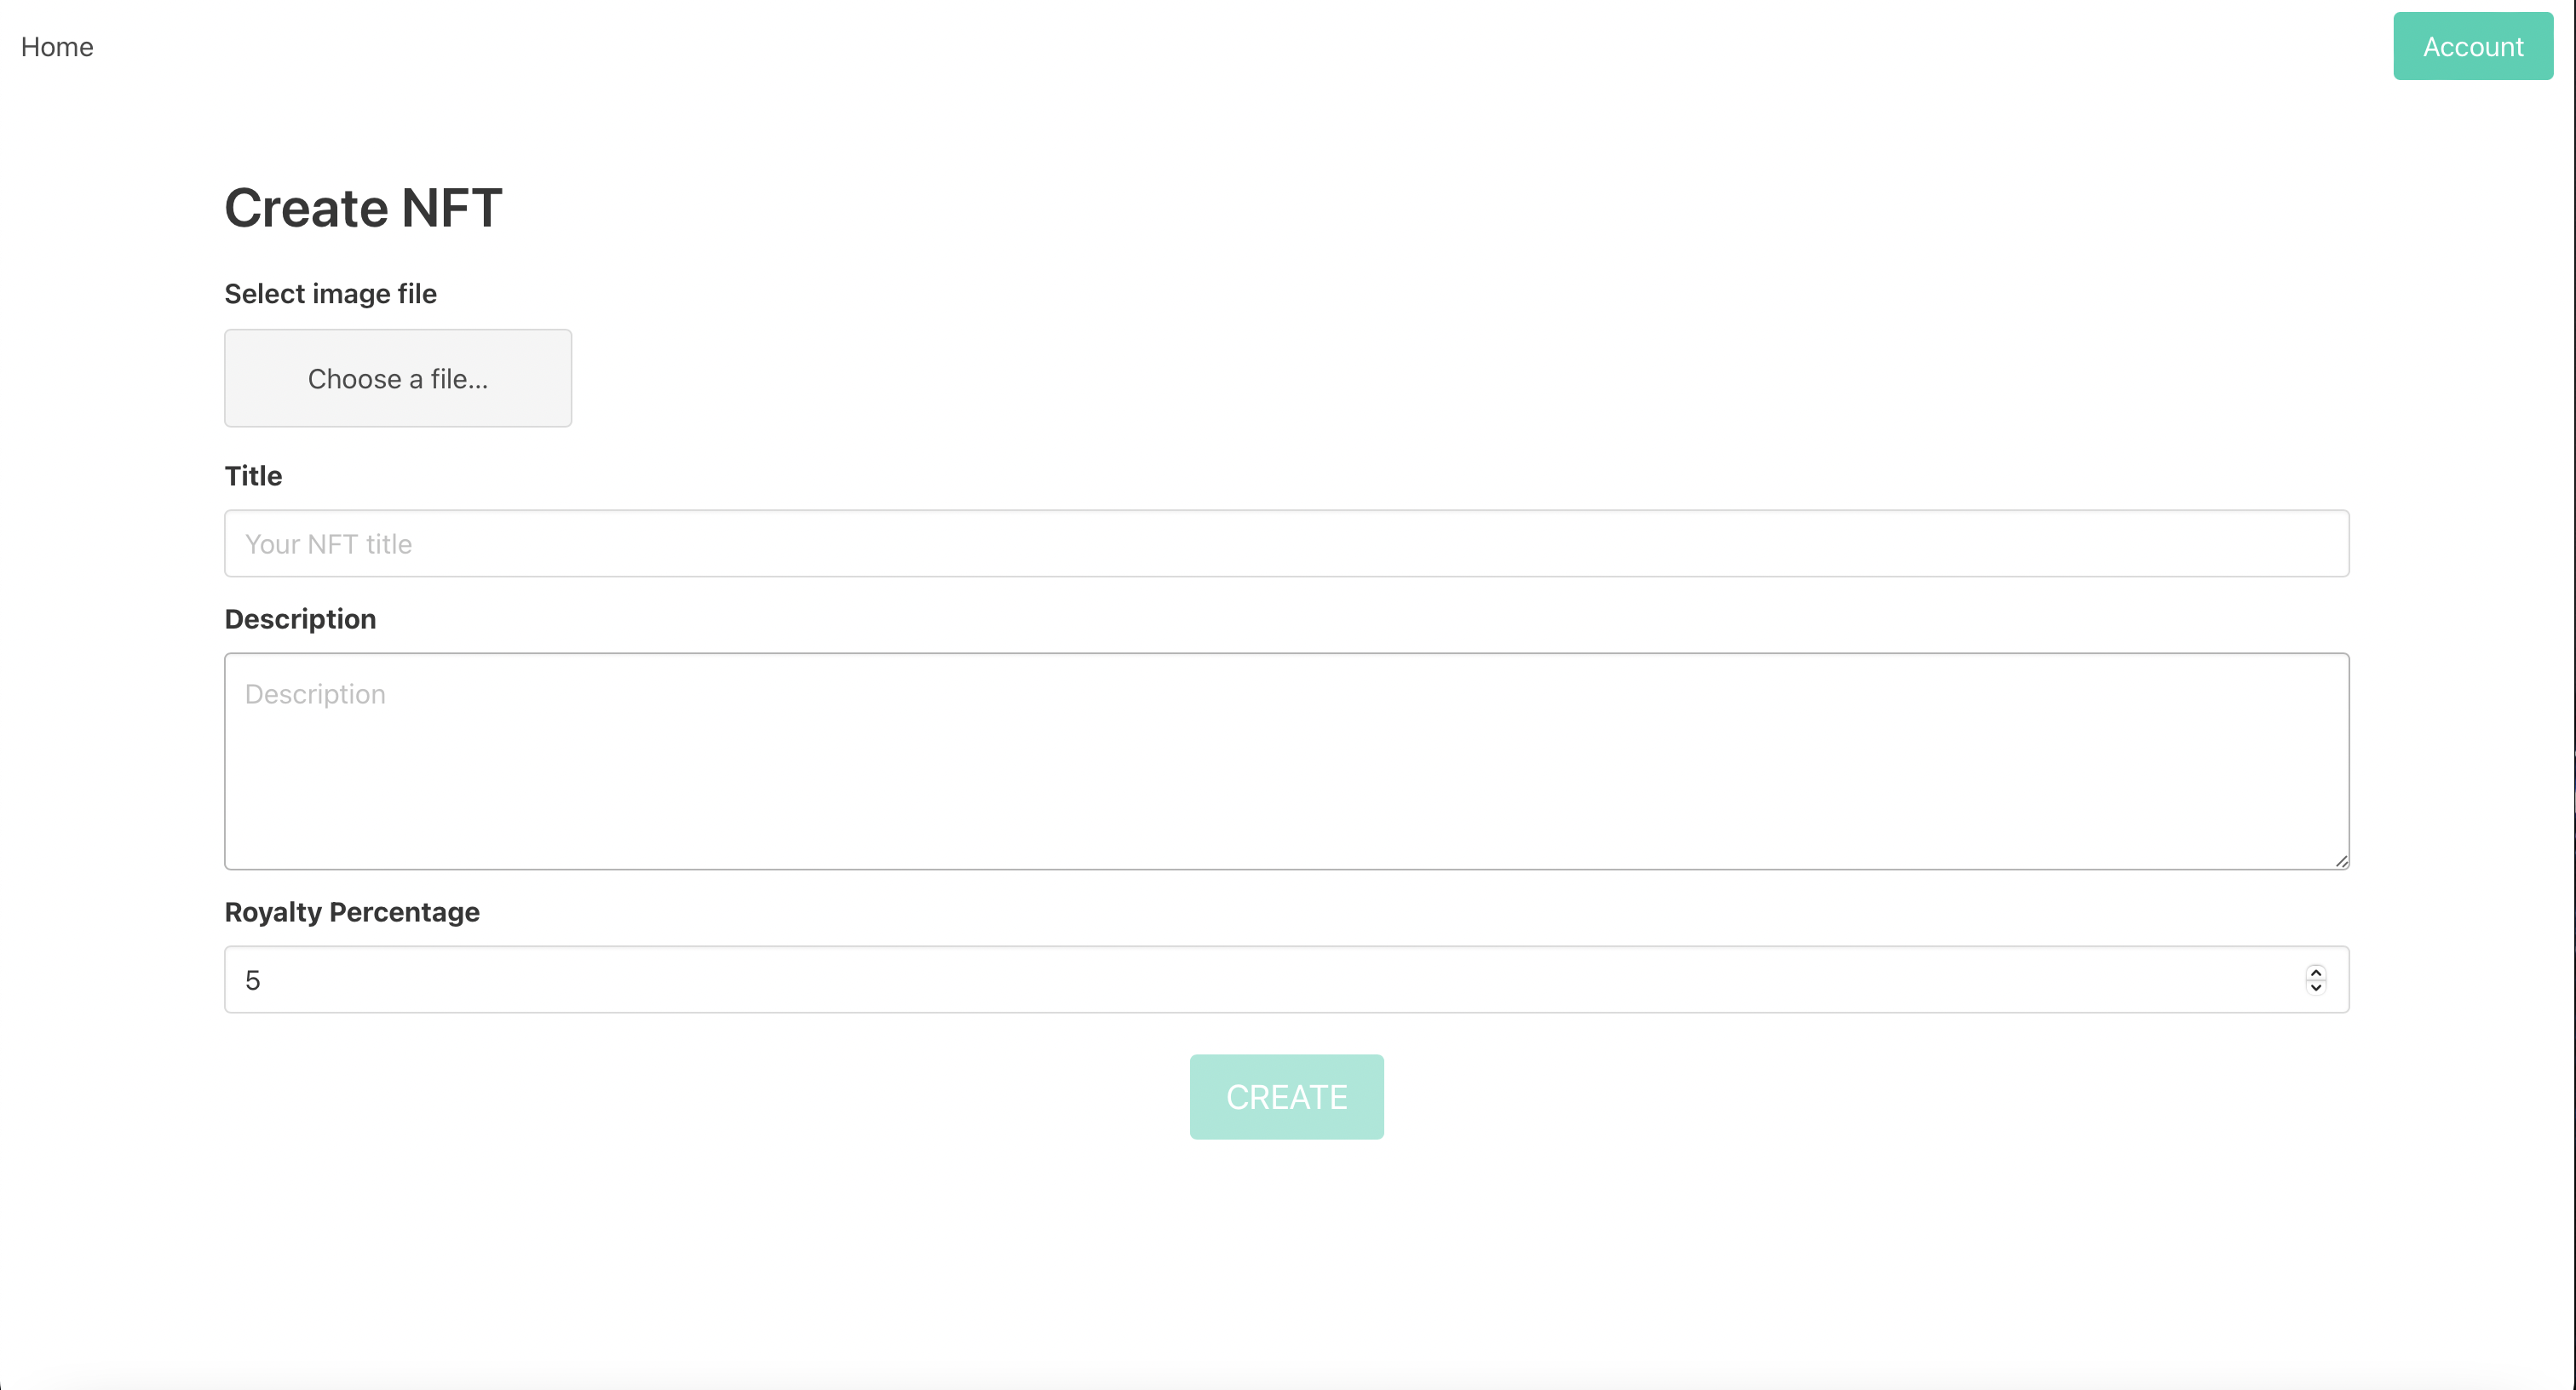 Home
Account
Create NFT
Select image file
Choose a file...
Title
Your NFT title
Description
Description
Royalty Percentage
5
CREATE